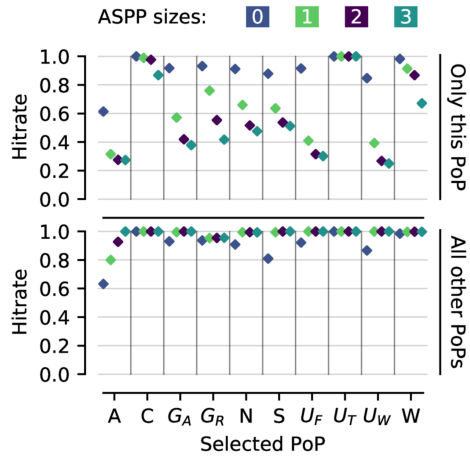 ASPP sizes: 0 1 2 3
Hitrate
1.0
0.8
0.6
0.4
0.2
0.0
Only this PoP
Hitrate
1.0
0.8
0.6
0.4
0.2
0.0
All other PoPs
A C G_A G_R N S U_F U_T U_W W
Selected PoP